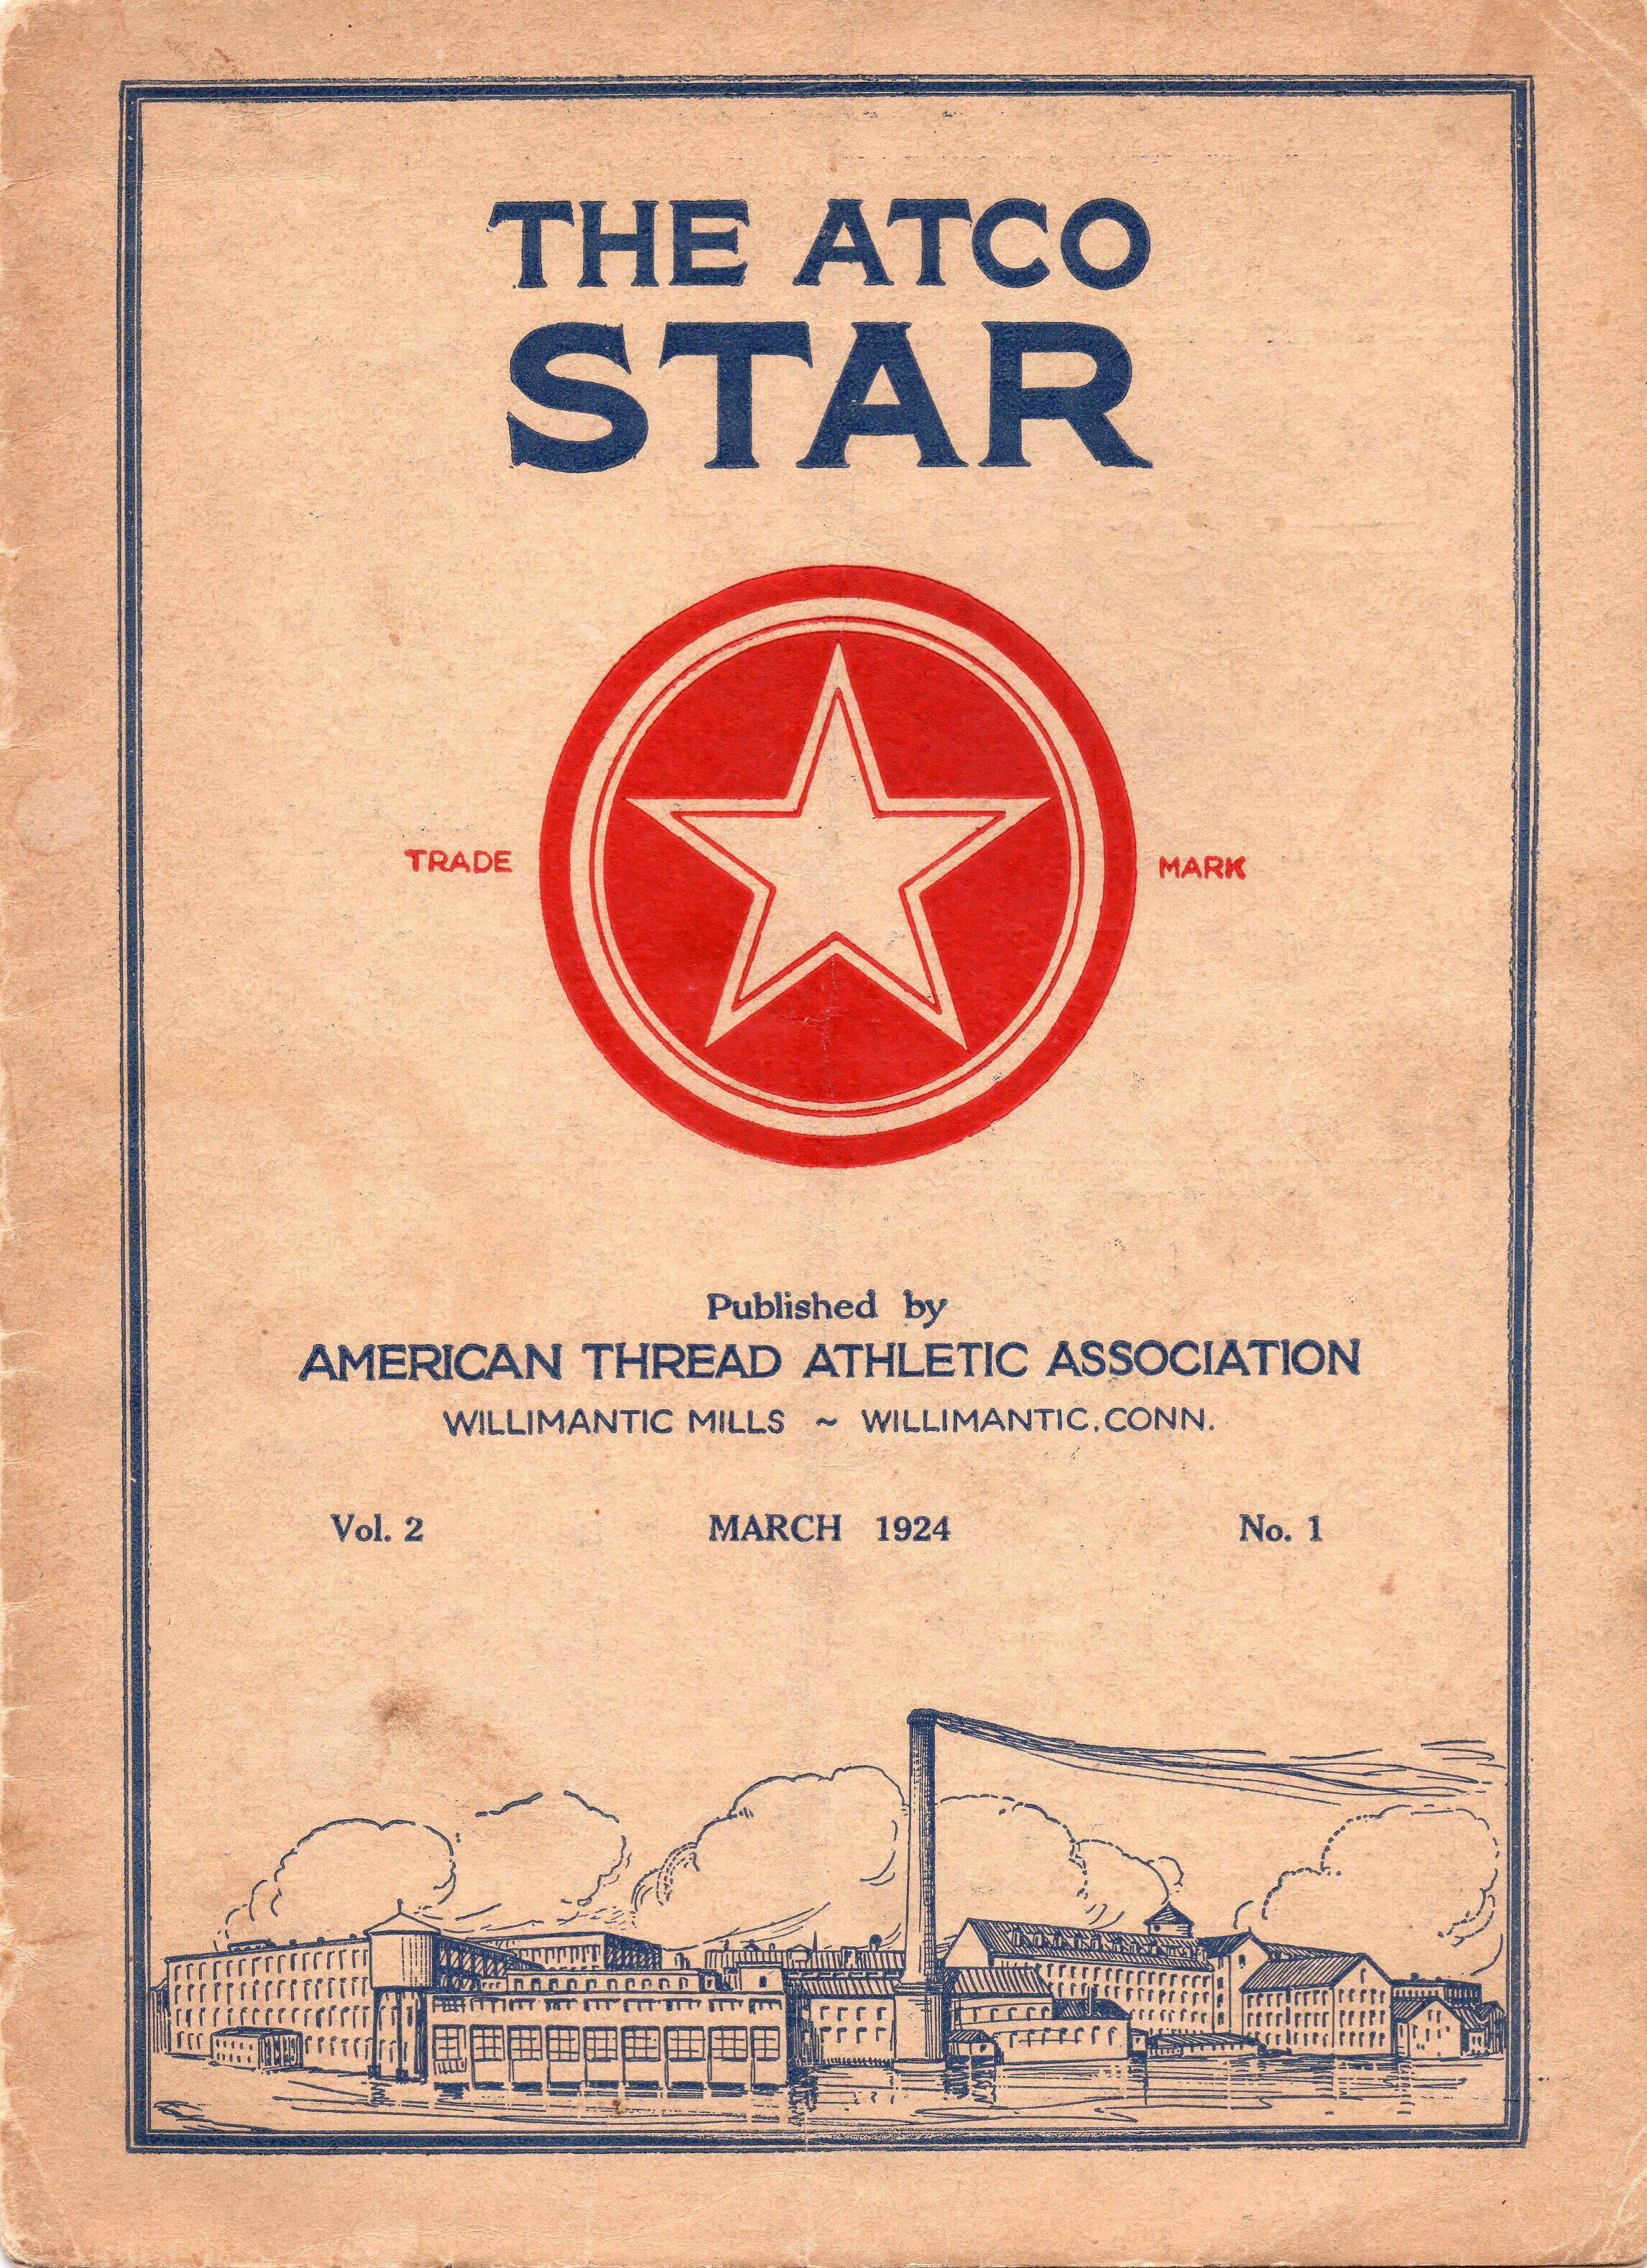 THE ATCO
STAR
TRADE MARK
Published by
AMERICAN THREAD ATHLETIC ASSOCIATION
WILLIMANTIC MILLS ~ WILLIMANTIC, CONN.
Vol. 2 MARCH 1924 No. 1